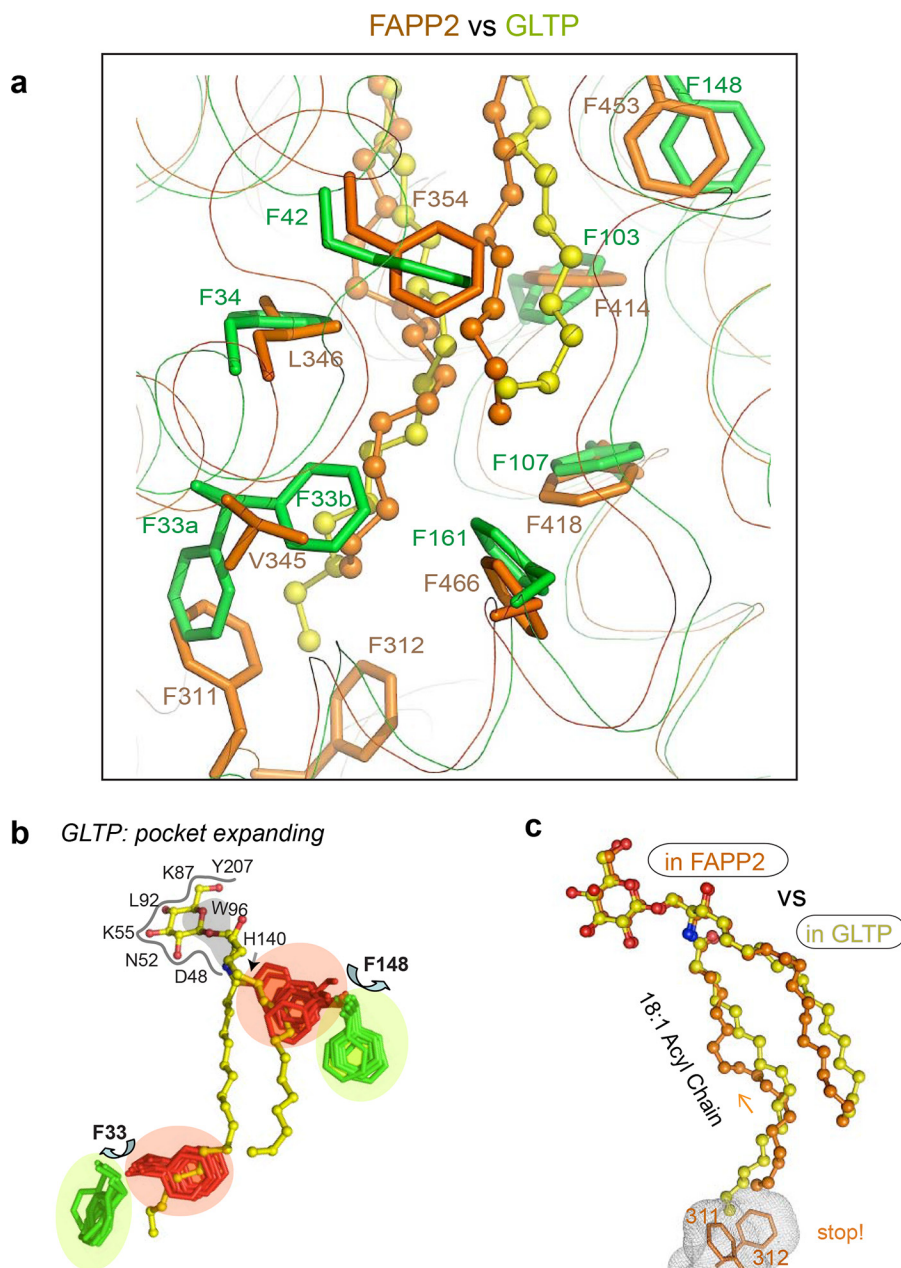 FAPP2 vs GLTP
a
F148
F453
F354
F42
F103
F34
F414
L346
F107
F33b
F33a
F161
F418
V345
F466
F312
F311
b GLTP: pocket expanding
c
K87 Y207
L92
W96
K55
H140
N52
D48
F148
F33
in FAPP2
vs
in GLTP
18:1 Acyl Chain
311
312
stop!